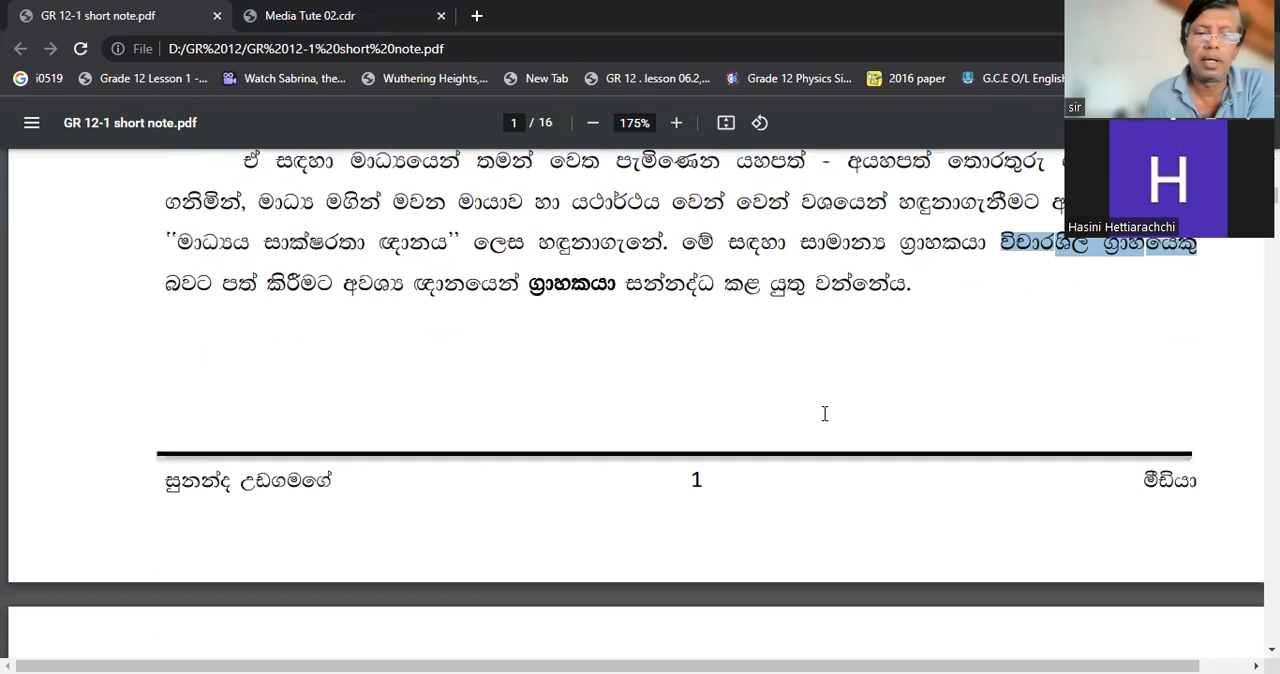 GR 12-1 short note.pdf
Media Tute 02.cdr
File D:/GR%2012/GR%2012-1%20short%20note.pdf
i0519 Grade 12 Lesson 1 -... Watch Sabrina, the... Wuthering Heights,... New Tab GR 12 . lesson 06.2,... Grade 12 Physics Si... 2016 paper G.C.E O/L English
sir
GR 12-1 short note.pdf 1 / 16 175%
H
Hasini Hettiarachchi
ඒ සඳහා මාධ්‍යයෙන් තමන් වෙත පැමිණෙන යහපත් - අයහපත් තොරතුරු
ගනිමින්, මාධ්‍ය මගින් මවන මායාව හා යථාර්ථය වෙන් වෙන් වශයෙන් හඳුනාගැනීමට
“මාධ්‍යය සාක්ෂරතා ඥානය” ලෙස හඳුනාගැනේ. මේ සඳහා සාමාන්‍ය ග්‍රාහකයා විචාරශීලි ග්‍රාහයෙකු
බවට පත් කිරීමට අවශ්‍ය ඥානයෙන් ග්‍රාහකයා සන්නද්ධ කළ යුතු වන්නේය.
සුනන්ද උඩගමගේ 1 මීඩියා